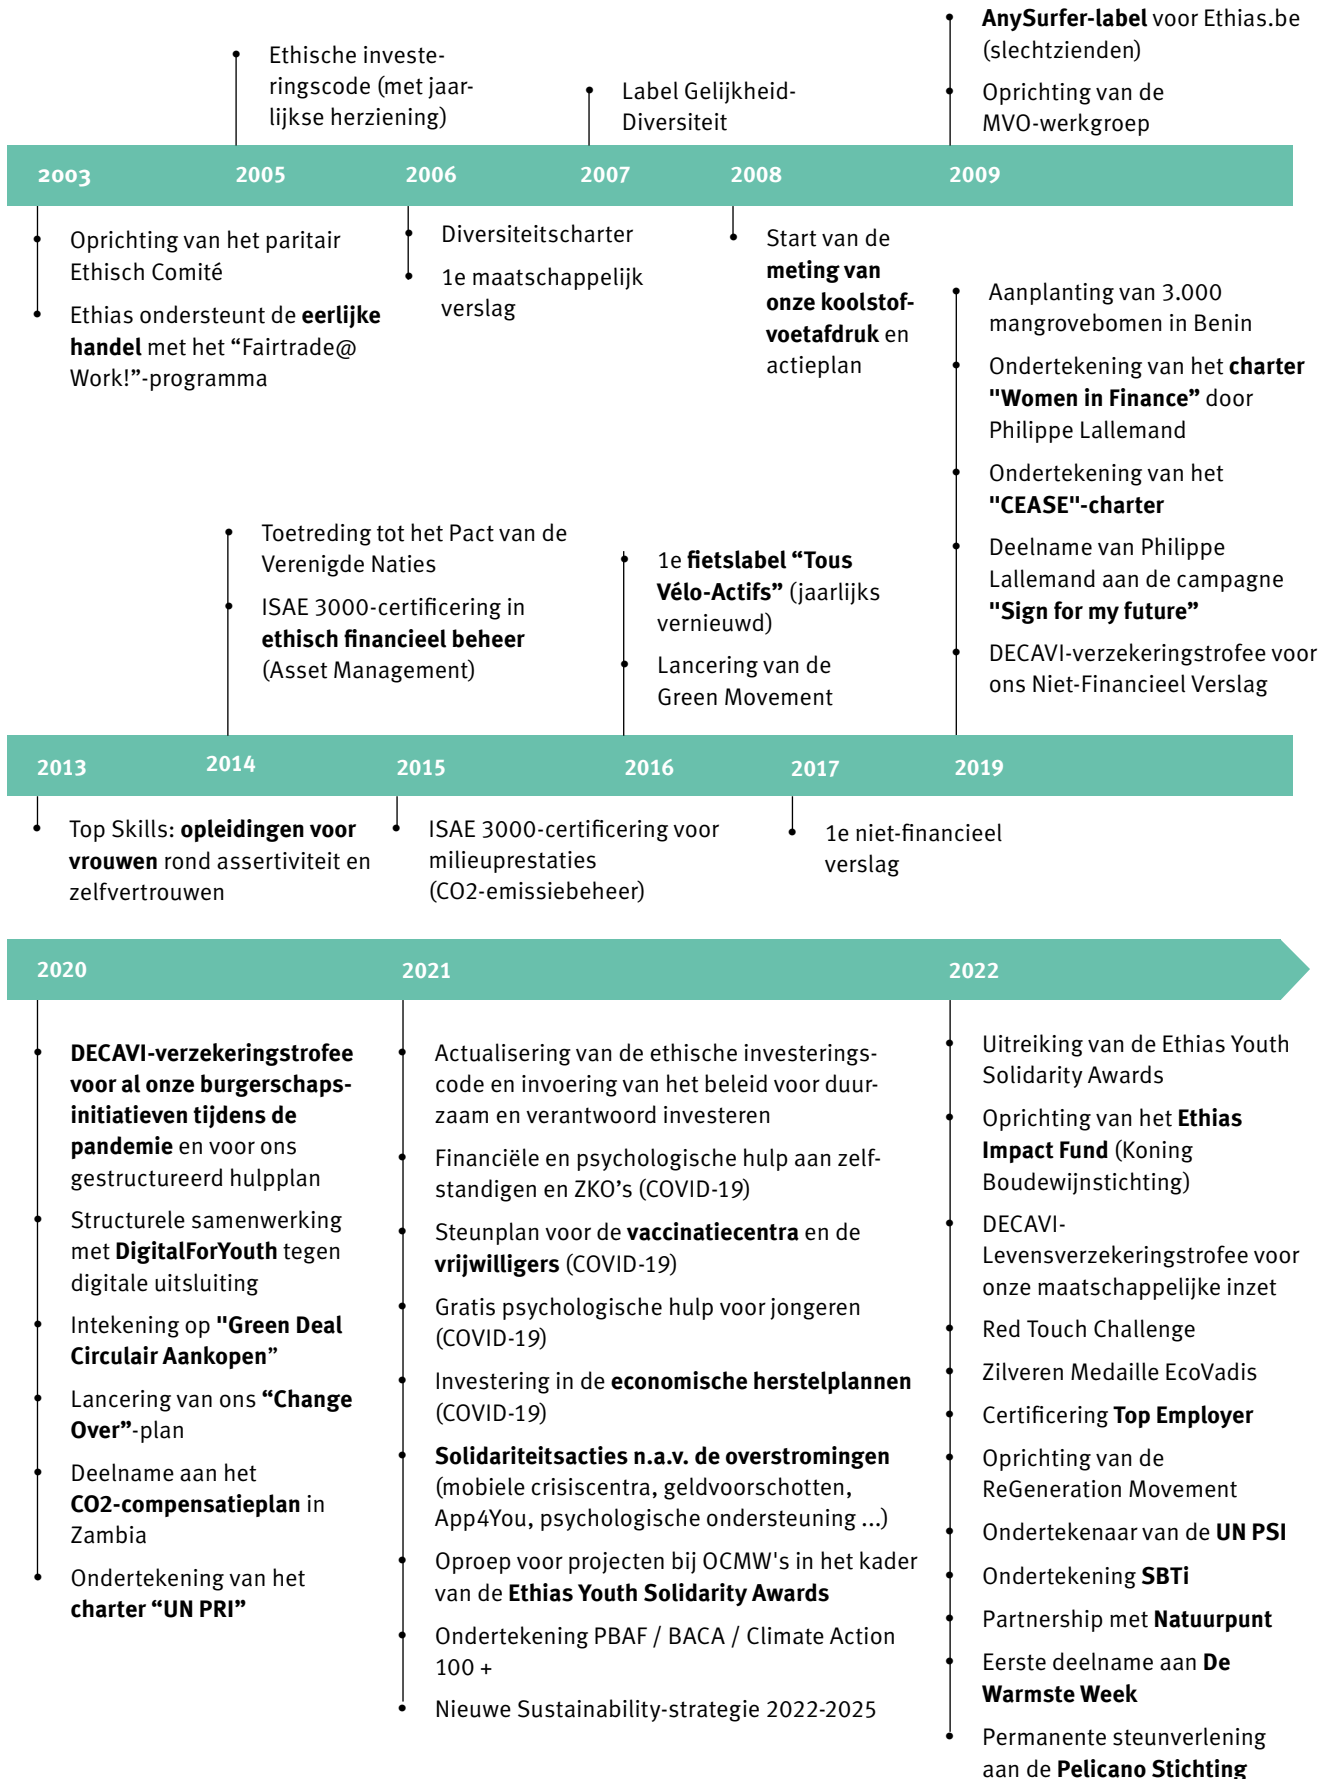 AnySurfer-label voor Ethias.be
(slechtzienden)
Oprichting van de
MVO-werkgroep
Ethische investe-
ringscode (met jaar-
lijkse herziening)
Label Gelijkheid-
Diversiteit
2003
2005
2006
2007
2008
2009
Oprichting van het paritair
Ethisch Comité
Ethias ondersteunt de eerlijke
handel met het “Fairtrade@
Work!”-programma
Diversiteitscharter
1e maatschappelijk
verslag
Start van de
meting van
onze koolstof-
voetafdruk en
actieplan
Aanplanting van 3.000
mangrovebomen in Benin
Ondertekening van het charter
"Women in Finance” door
Philippe Lallemand
Ondertekening van het
"CEASE"-charter
Deelname van Philippe
Lallemand aan de campagne
"Sign for my future”
DECAVI-verzekeringstrofee voor
ons Niet-Financieel Verslag
Toetreding tot het Pact van de
Verenigde Naties
ISAE 3000-certificering in
ethisch financieel beheer
(Asset Management)
1e fietslabel “Tous
Vélo-Actifs” (jaarlijks
vernieuwd)
Lancering van de
Green Movement
2013
2014
2015
2016
2017
2019
Top Skills: opleidingen voor
vrouwen rond assertiviteit en
zelfvertrouwen
ISAE 3000-certificering voor
milieuprestaties
(CO2-emissiebeheer)
1e niet-financieel
verslag
2020
2021
2022
DECAVI-verzekeringstrofee
voor al onze burgerschaps-
initiatieven tijdens de
pandemie en voor ons
gestructureerd hulpplan
Structurele samenwerking
met DigitalForYouth tegen
digitale uitsluiting
Intekening op "Green Deal
Circulair Aankopen”
Lancering van ons “Change
Over”-plan
Deelname aan het
CO2-compensatieplan in
Zambia
Ondertekening van het
charter “UN PRI”
Actualisering van de ethische investerings-
code en invoering van het beleid voor duur-
zaam en verantwoord investeren
Financiële en psychologische hulp aan zelf-
standigen en ZKO’s (COVID-19)
Steunplan voor de vaccinatiecentra en de
vrijwilligers (COVID-19)
Gratis psychologische hulp voor jongeren
(COVID-19)
Investering in de economische herstelplannen
(COVID-19)
Solidariteitsacties n.a.v. de overstromingen
(mobiele crisiscentra, geldvoorschotten,
App4You, psychologische ondersteuning ...)
Oproep voor projecten bij OCMW's in het kader
van de Ethias Youth Solidarity Awards
Ondertekening PBAF / BACA / Climate Action
100 +
Nieuwe Sustainability-strategie 2022-2025
Uitreiking van de Ethias Youth
Solidarity Awards
Oprichting van het Ethias
Impact Fund (Koning
Boudewijnstichting)
DECAVI-
Levensverzekeringstrofee voor
onze maatschappelijke inzet
Red Touch Challenge
Zilveren Medaille EcoVadis
Certificering Top Employer
Oprichting van de
ReGeneration Movement
Ondertekenaar van de UN PSI
Ondertekening SBTi
Partnership met Natuurpunt
Eerste deelname aan De
Warmste Week
Permanente steunverlening
aan de Pelicano Stichting